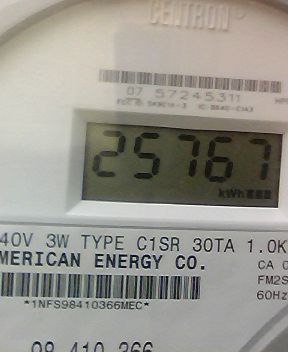 CENTRON®
07 57245311
25767
kWh
40V 3W TYPE C1SR 30TA 1.0K
MERICAN ENERGY CO.
CA 0
FM2S
60Hz
*1NFS98410366MEC*
98 410 366